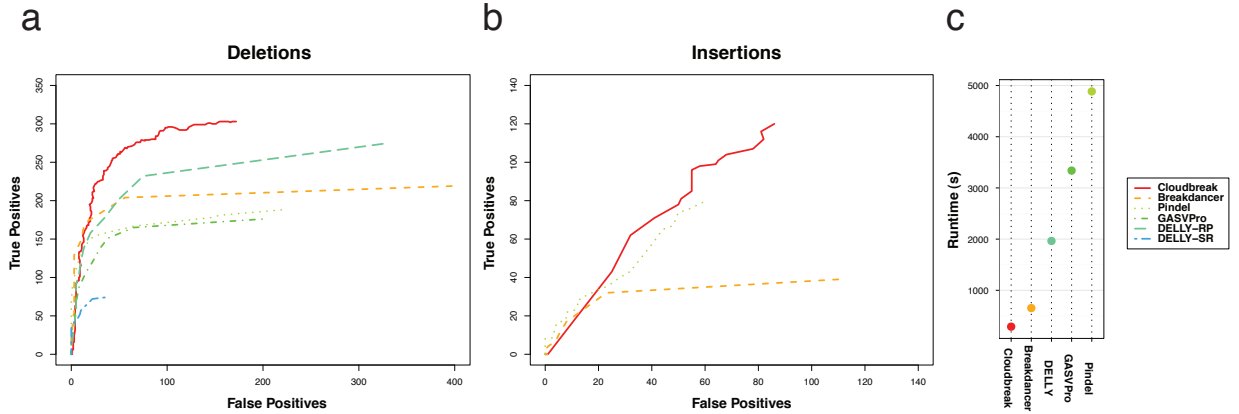 a
Deletions
True Positives
350
300
250
200
150
100
50
0
0
100
200
300
400
False Positives
b
Insertions
True Positives
140
120
100
80
60
40
20
0
0
20
40
60
80
100
120
140
False Positives
c
Runtime (s)
5000
4000
3000
2000
1000
Cloudbreak
Breakdancer
DELLY
GASVPro
Pindel
Cloudbreak
Breakdancer
Pindel
GASVPro
DELLY-RP
DELLY-SR